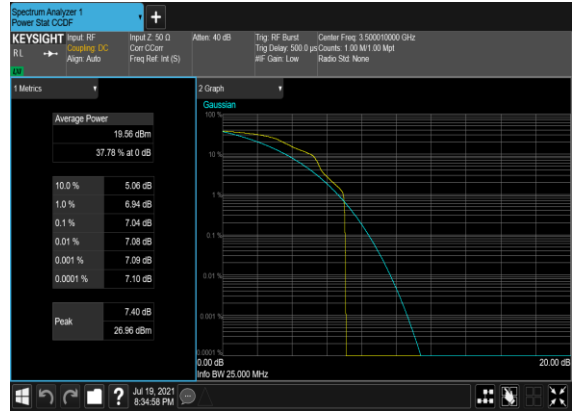 Spectrum Analyzer 1
Power Stat CCDF
KEYSIGHT
RL
Input: RF
Coupling: DC
Align: Auto
Input Z: 50 Ω
Corr CCorr
Freq Ref: Int (S)
Atten: 40 dB
Trig: RF Burst
Trig Delay: 500.0 µs
#IF Gain: Low
Center Freq: 3.500010000 GHz
Counts: 1.00 M/1.00 Mpt
Radio Std: None
1 Metrics
Average Power
19.56 dBm
37.78 % at 0 dB
10.0 % 5.06 dB
1.0 % 6.94 dB
0.1 % 7.04 dB
0.01 % 7.08 dB
0.001 % 7.09 dB
0.0001 % 7.10 dB
Peak
7.40 dB
26.96 dBm
2 Graph
Gaussian
100 %
10 %
1 %
0.1 %
0.01 %
0.001 %
0.0001 %
0.00 dB
20.00 dB
Info BW 25.000 MHz
?
Jul 19, 2021
8:34:58 PM